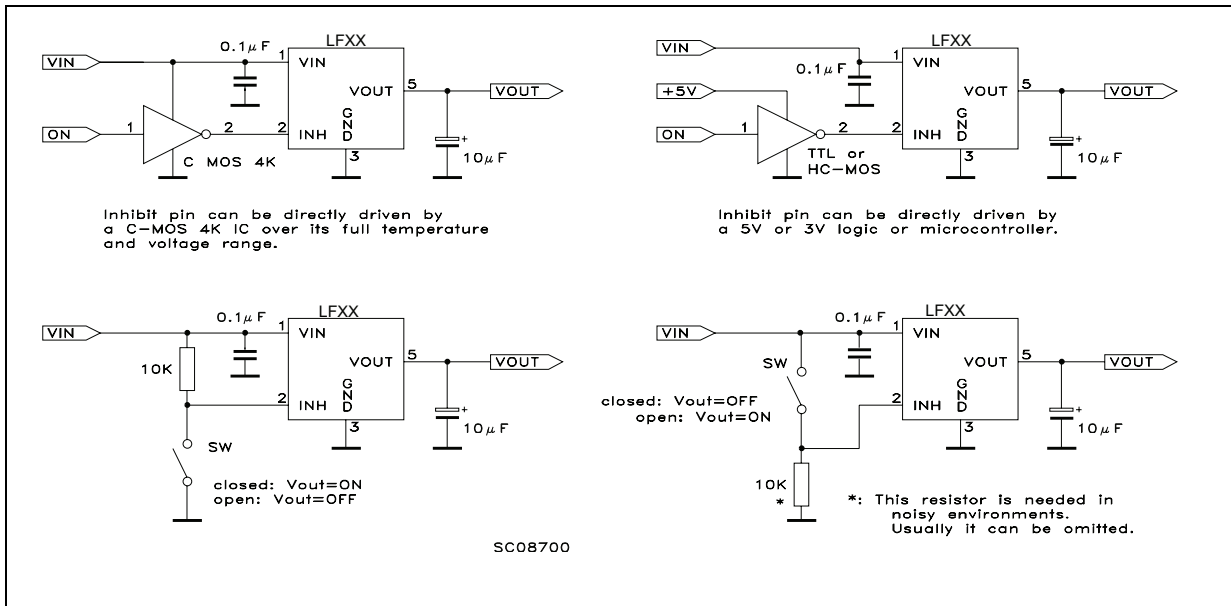 LFXX
VIN
0.1µF
1
VIN
VOUT
5
VOUT
ON
1
2
2
INH
GND
3
C MOS 4K
+
10µF
Inhibit pin can be directly driven by
a C-MOS 4K IC over its full temperature
and voltage range.
LFXX
VIN
0.1µF
1
VIN
+5V
VOUT
5
VOUT
ON
1
2
2
INH
GND
3
TTL or
HC-MOS
+
10µF
Inhibit pin can be directly driven by
a 5V or 3V logic or microcontroller.
LFXX
VIN
0.1µF
1
VIN
10K
VOUT
5
VOUT
2
INH
GND
3
+
10µF
SW
closed: Vout=ON
open: Vout=OFF
LFXX
VIN
0.1µF
1
VIN
SW
VOUT
5
VOUT
closed: Vout=OFF
open: Vout=ON
2
INH
GND
3
+
10µF
10K
*
*: This resistor is needed in
noisy environments.
Usually it can be omitted.
SC08700